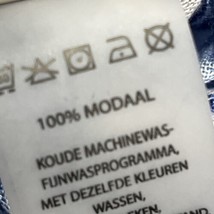 100% MODAAL
KOUDE MACHINEWAS-
FIJNWASPROGRAMMA,
MET DEZELFDE KLEUREN
WASSEN,